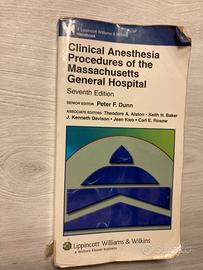 A Lippincott Williams & Wilkins
Handbook
Clinical Anesthesia
Procedures of the
Massachusetts
General Hospital
Seventh Edition
SENIOR EDITOR Peter F. Dunn
ASSOCIATE EDITORS Theodore A. Alston • Keith H. Baker
J. Kenneth Davison • Jean Kwo • Carl E. Rosow
Lippincott Williams & Wilkins
a Wolters Kluwer business